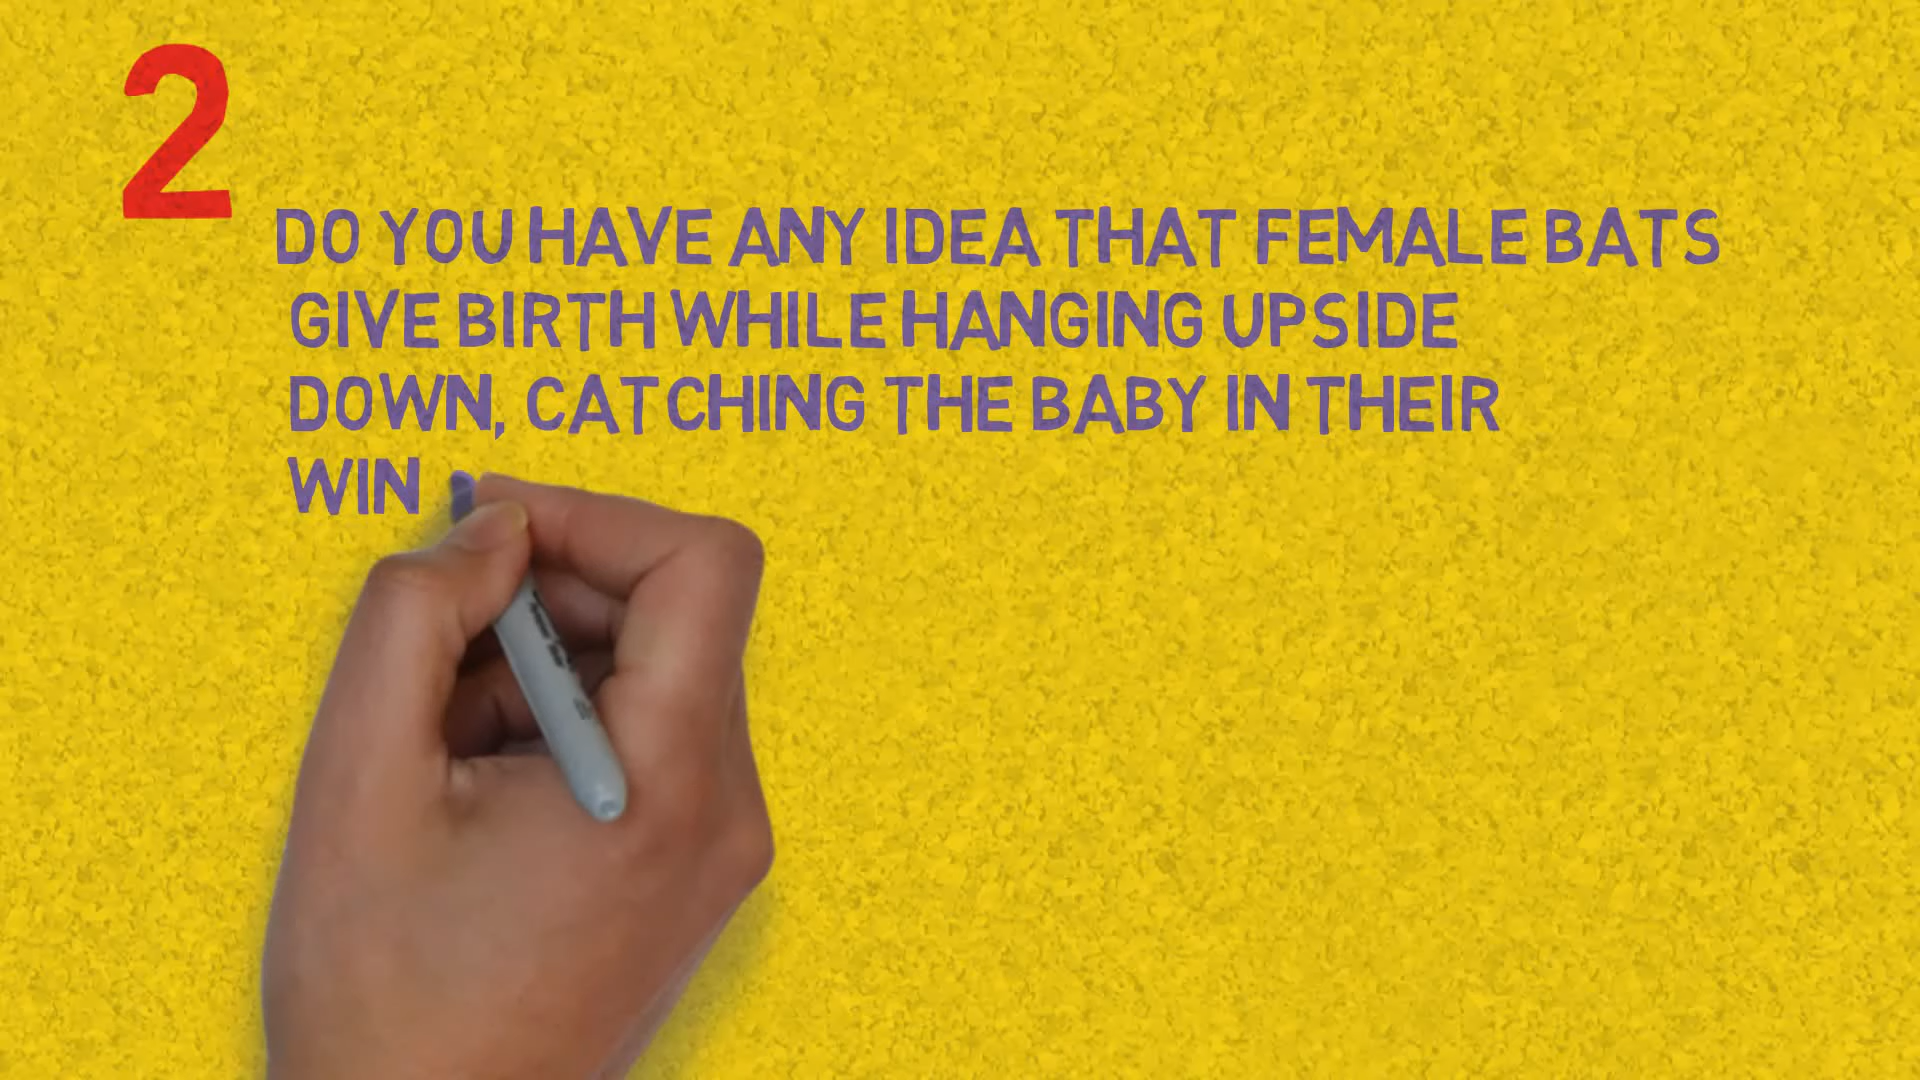 2
DO YOU HAVE ANY IDEA THAT FEMALE BATS
GIVE BIRTH WHILE HANGING UPSIDE
DOWN, CATCHING THE BABY IN THEIR
WIN